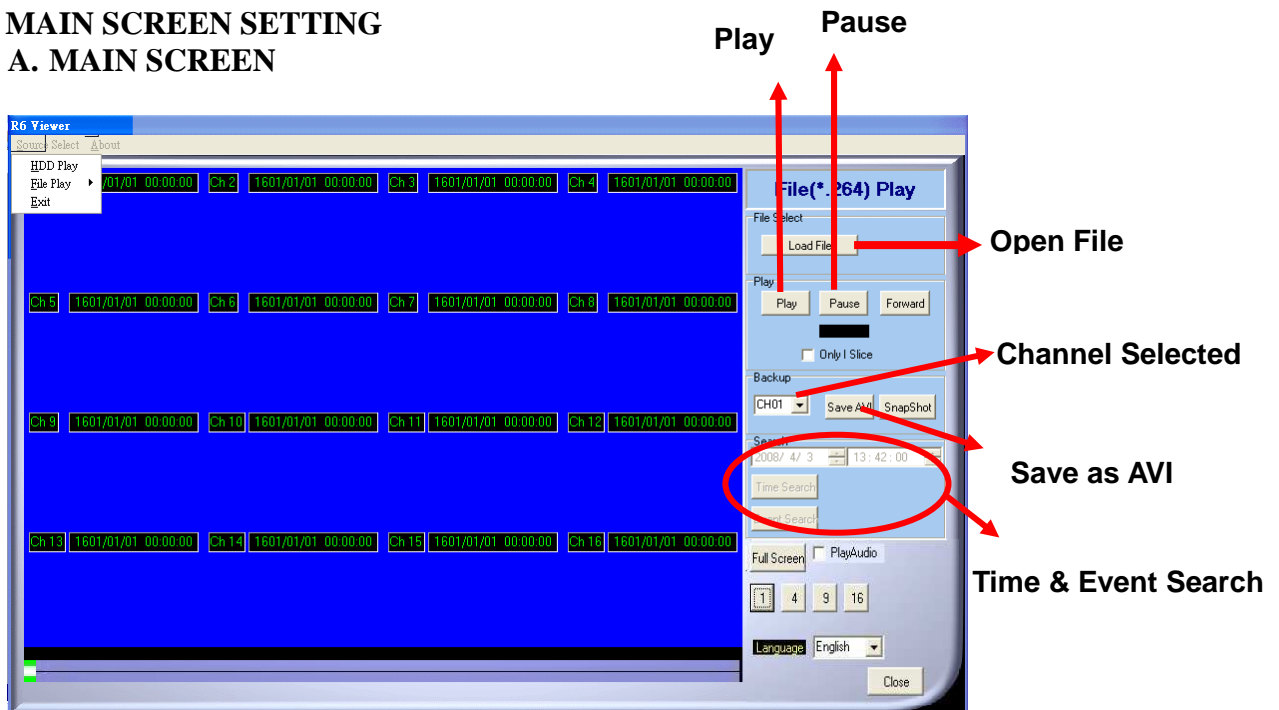 MAIN SCREEN SETTING
A. MAIN SCREEN
Play
Pause
R6 Viewer
Source Select About
HDD Play
File Play
Exit
/01/01 00:00:00 Ch 2 1601/01/01 00:00:00 Ch 3 1601/01/01 00:00:00 Ch 4 1601/01/01 00:00:00
Ch 5 1601/01/01 00:00:00 Ch 6 1601/01/01 00:00:00 Ch 7 1601/01/01 00:00:00 Ch 8 1601/01/01 00:00:00
Ch 9 1601/01/01 00:00:00 Ch 10 1601/01/01 00:00:00 Ch 11 1601/01/01 00:00:00 Ch 12 1601/01/01 00:00:00
Ch 13 1601/01/01 00:00:00 Ch 14 1601/01/01 00:00:00 Ch 15 1601/01/01 00:00:00 Ch 16 1601/01/01 00:00:00
File(*.264) Play
File Select
Load File
Open File
Play
Play Pause Forward
Only I Slice
Channel Selected
Backup
CH01 Save AVI SnapShot
Save as AVI
Search
2008/ 4/ 3 13:42:00
Time Search
Event Search
Time & Event Search
Full Screen PlayAudio
1 4 9 16
Language English
Close